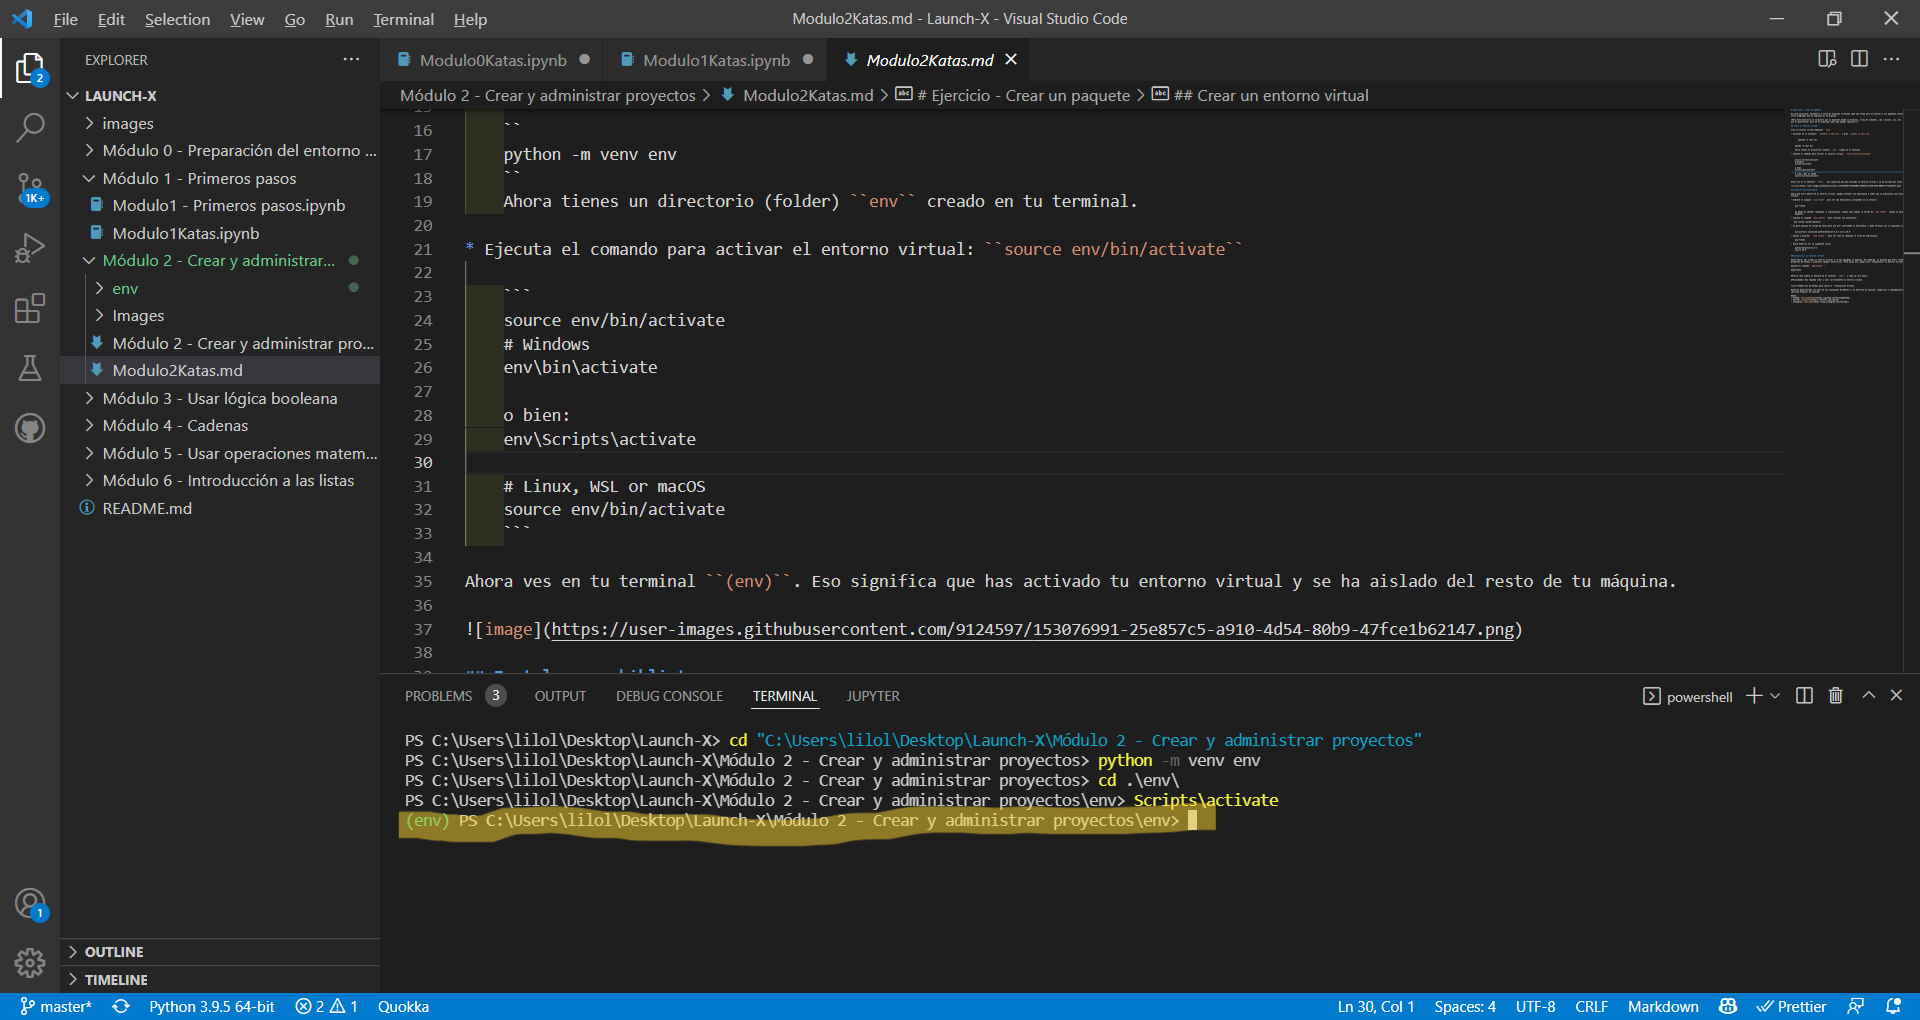 File Edit Selection View Go Run Terminal Help
Modulo2Katas.md - Launch-X - Visual Studio Code
EXPLORER
LAUNCH-X
images
Módulo 0 - Preparación del entorno ...
Módulo 1 - Primeros pasos
Modulo1 - Primeros pasos.ipynb
Modulo1Katas.ipynb
Módulo 2 - Crear y administrar...
env
Images
Módulo 2 - Crear y administrar pro...
Modulo2Katas.md
Módulo 3 - Usar lógica booleana
Módulo 4 - Cadenas
Módulo 5 - Usar operaciones matem...
Módulo 6 - Introducción a las listas
README.md
OUTLINE
TIMELINE
2
1K+
1
Modulo0Katas.ipynb
Modulo1Katas.ipynb
Modulo2Katas.md
Módulo 2 - Crear y administrar proyectos > Modulo2Katas.md > # Ejercicio - Crear un paquete > ## Crear un entorno virtual
16 ``
17 python -m venv env
18 ``
19 Ahora tienes un directorio (folder) ``env`` creado en tu terminal.
20
21 * Ejecuta el comando para activar el entorno virtual: ``source env/bin/activate``
22
23 ```
24 source env/bin/activate
25 # Windows
26 env\bin\activate
27
28 o bien:
29 env\Scripts\activate
30
31 # Linux, WSL or macOS
32 source env/bin/activate
33 ```
34
35 Ahora ves en tu terminal ``(env)``. Eso significa que has activado tu entorno virtual y se ha aislado del resto de tu máquina.
36
37 ![image](https://user-images.githubusercontent.com/9124597/153076991-25e857c5-a910-4d54-80b9-47fce1b62147.png)
38
PROBLEMS 3 OUTPUT DEBUG CONSOLE TERMINAL JUPYTER
powershell
PS C:\Users\lilol\Desktop\Launch-X> cd "C:\Users\lilol\Desktop\Launch-X\Módulo 2 - Crear y administrar proyectos"
PS C:\Users\lilol\Desktop\Launch-X\Módulo 2 - Crear y administrar proyectos> python -m venv env
PS C:\Users\lilol\Desktop\Launch-X\Módulo 2 - Crear y administrar proyectos> cd .\env\
PS C:\Users\lilol\Desktop\Launch-X\Módulo 2 - Crear y administrar proyectos\env> Scripts\activate
(env) PS C:\Users\lilol\Desktop\Launch-X\Módulo 2 - Crear y administrar proyectos\env>
master* Python 3.9.5 64-bit 2 1 Quokka
Ln 30, Col 1 Spaces: 4 UTF-8 CRLF Markdown Prettier